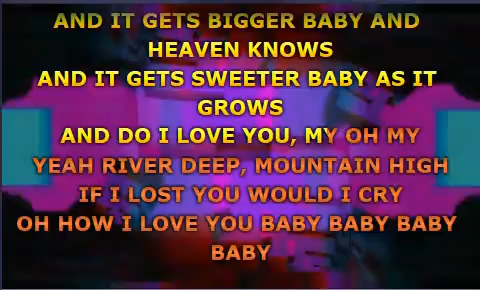 AND IT GETS BIGGER BABY AND
HEAVEN KNOWS
AND IT GETS SWEETER BABY AS IT
GROWS
AND DO I LOVE YOU, MY OH MY
YEAH RIVER DEEP, MOUNTAIN HIGH
IF I LOST YOU WOULD I CRY
OH HOW I LOVE YOU BABY BABY BABY
BABY